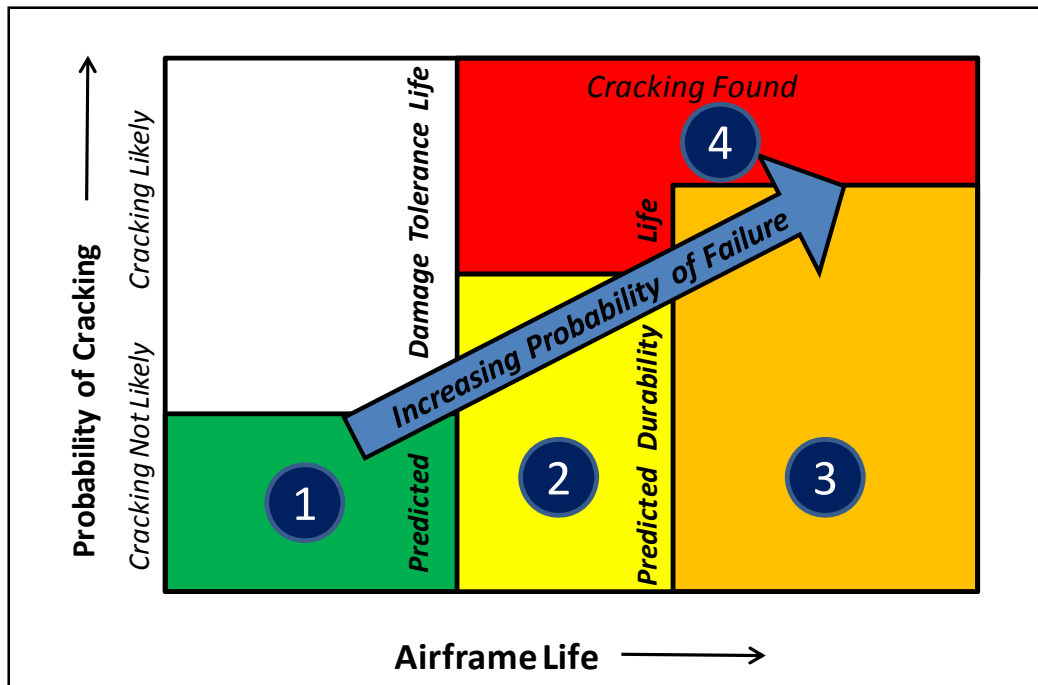 Probability of Cracking
Cracking Not Likely
Cracking Likely
Predicted Damage Tolerance Life
Predicted Durability Life
Cracking Found
Increasing Probability of Failure
1
2
3
4
Airframe Life